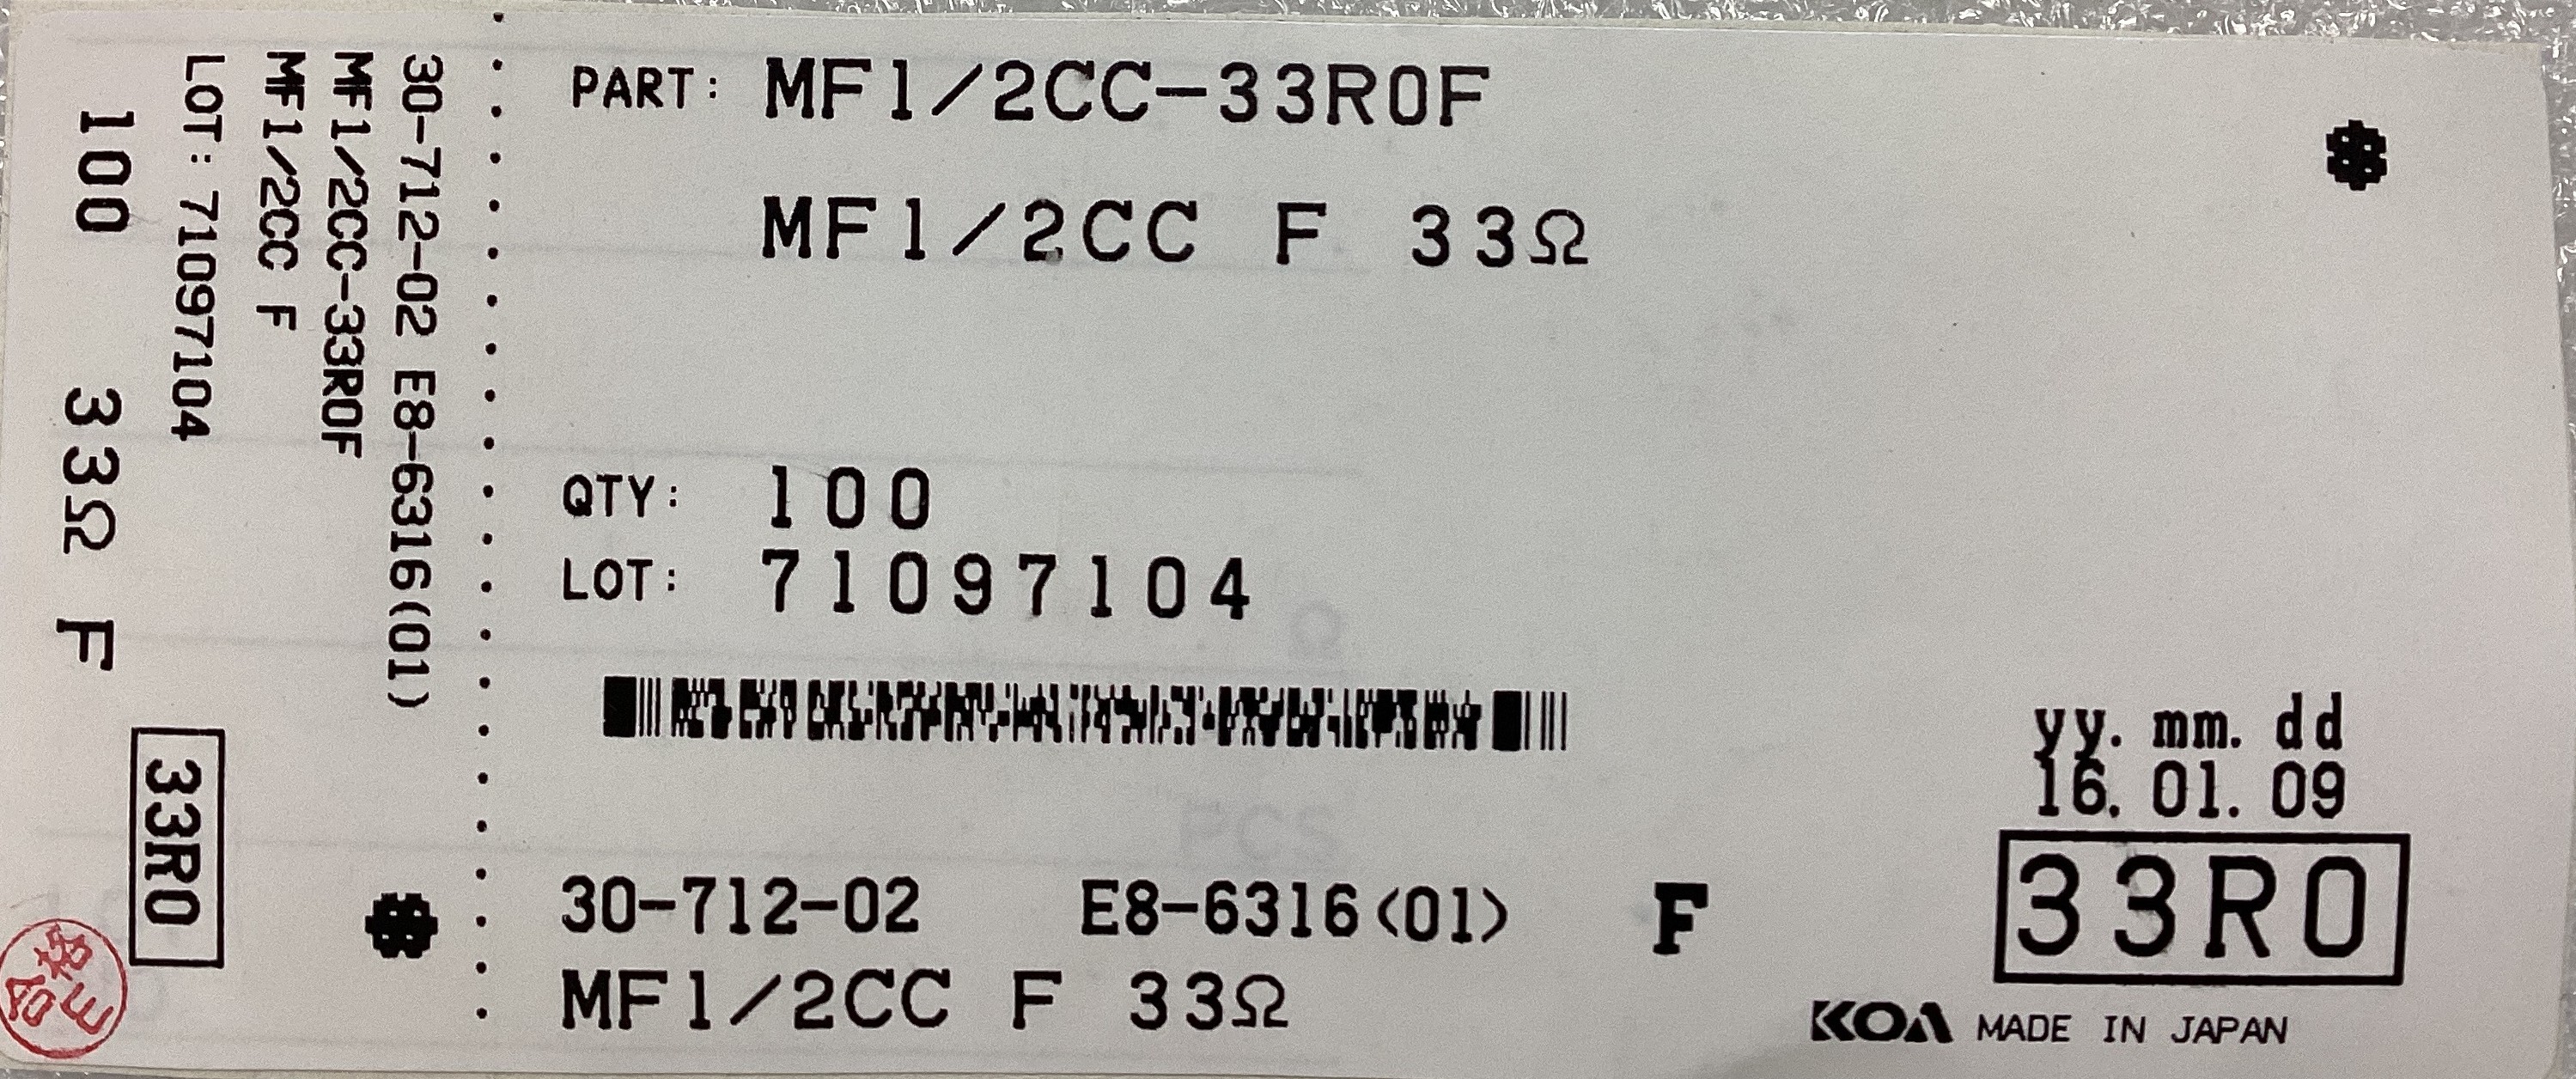 PART: MF1/2CC-33R0F
MF1/2CC F 33Ω
QTY: 100
LOT: 71097104
yy. mm. dd
16. 01. 09
33R0
30-712-02 E8-6316<01> F
MF1/2CC F 33Ω
KOA MADE IN JAPAN
30-712-02 E8-6316(01)
MF1/2CC-33R0F
MF1/2CC F
LOT: 71097104
100 33Ω F
33R0
合格